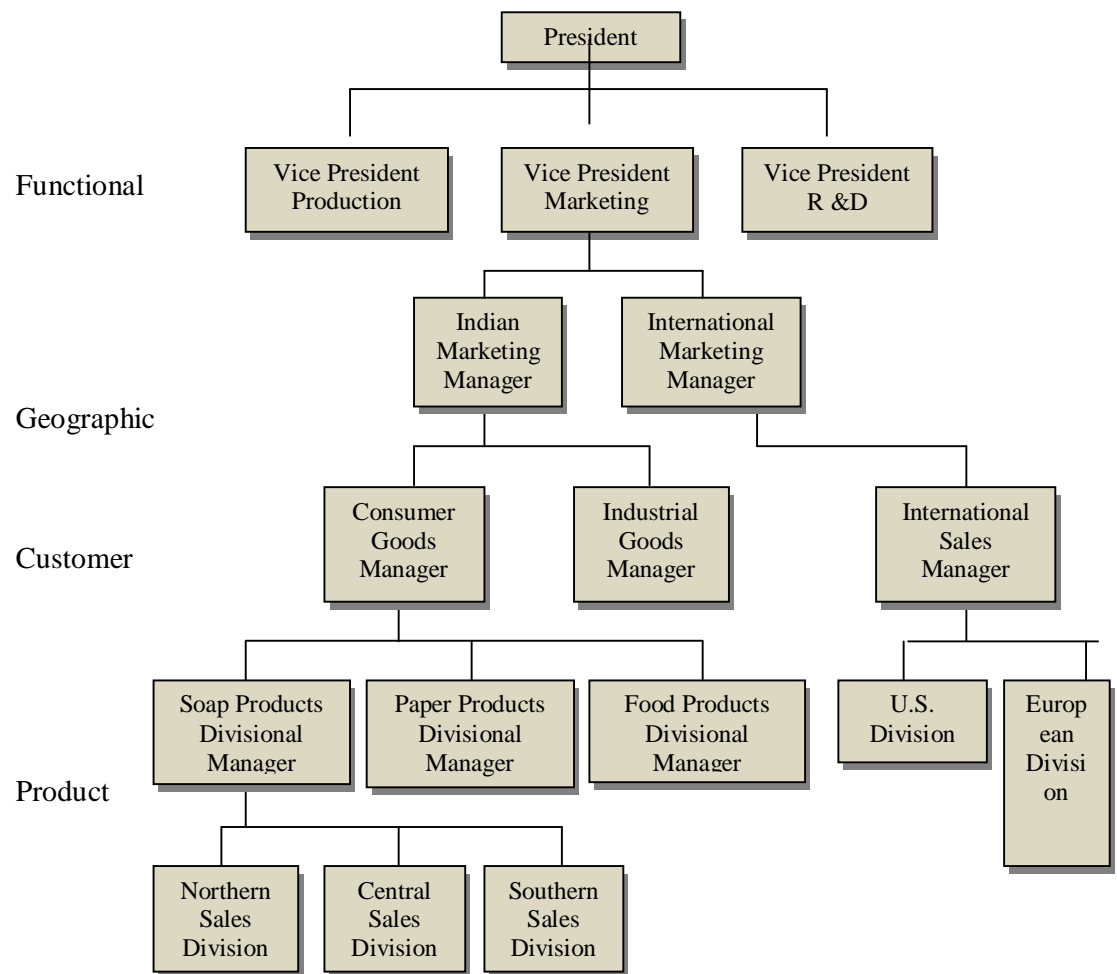 President
Functional
Vice President
Production
Vice President
Marketing
Vice President
R &D
Indian
Marketing
Manager
International
Marketing
Manager
Geographic
Consumer
Goods
Manager
Industrial
Goods
Manager
International
Sales
Manager
Customer
Soap Products
Divisional
Manager
Paper Products
Divisional
Manager
Food Products
Divisional
Manager
U.S.
Division
Europ
ean
Divisi
on
Product
Northern
Sales
Division
Central
Sales
Division
Southern
Sales
Division